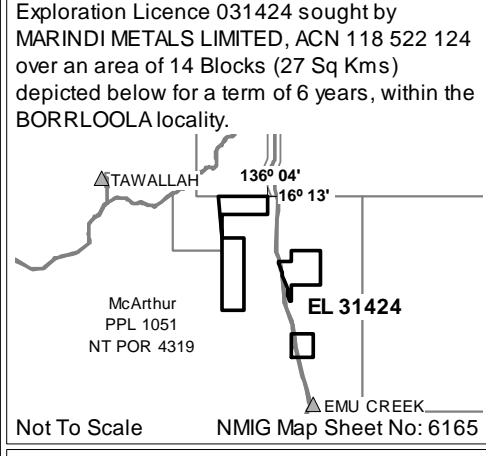 Exploration Licence 031424 sought by
MARINDI METALS LIMITED, ACN 118 522 124
over an area of 14 Blocks (27 Sq Kms)
depicted below for a term of 6 years, within the
BORRLOOLA locality.
TAWALLAH
136º 04'
16º 13'
McArthur
PPL 1051
NT POR 4319
EL 31424
EMU CREEK
Not To Scale
NMIG Map Sheet No: 6165